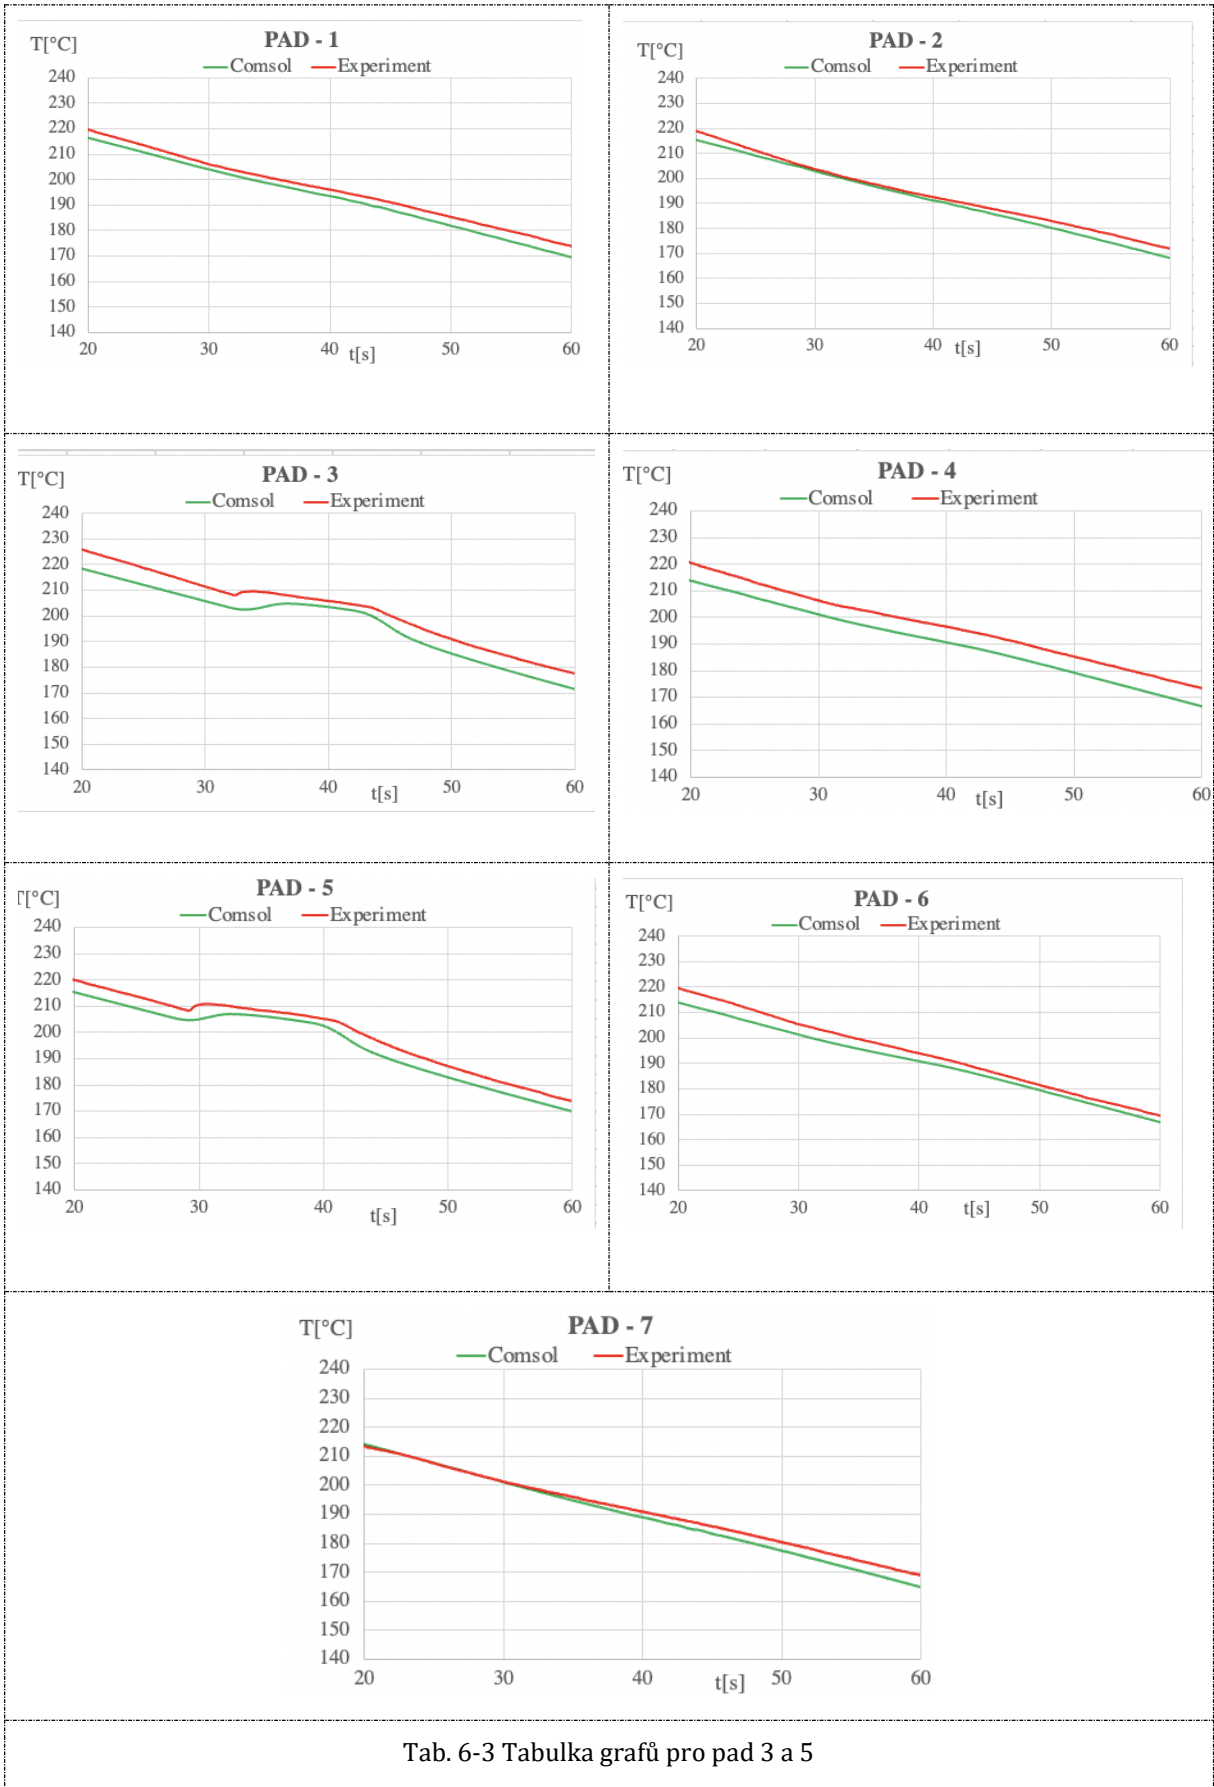 PAD - 1
T[°C]
Comsol Experiment
240
230
220
210
200
190
180
170
160
150
140
20 30 40 50 60
t[s]
PAD - 2
T[°C]
Comsol Experiment
240
230
220
210
200
190
180
170
160
150
140
20 30 40 50 60
t[s]
PAD - 3
T[°C]
Comsol Experiment
240
230
220
210
200
190
180
170
160
150
140
20 30 40 50 60
t[s]
PAD - 4
T[°C]
Comsol Experiment
240
230
220
210
200
190
180
170
160
150
140
20 30 40 50 60
t[s]
PAD - 5
T[°C]
Comsol Experiment
240
230
220
210
200
190
180
170
160
150
140
20 30 40 50 60
t[s]
PAD - 6
T[°C]
Comsol Experiment
240
230
220
210
200
190
180
170
160
150
140
20 30 40 50 60
t[s]
PAD - 7
T[°C]
Comsol Experiment
240
230
220
210
200
190
180
170
160
150
140
20 30 40 50 60
t[s]
Tab. 6-3 Tabulka grafů pro pad 3 a 5